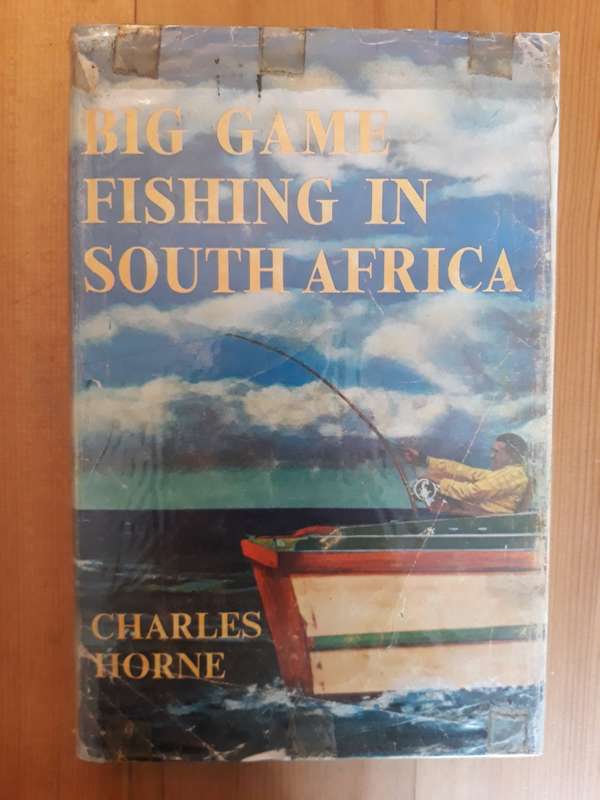 BIG GAME
FISHING IN
SOUTH AFRICA
CHARLES
HORNE